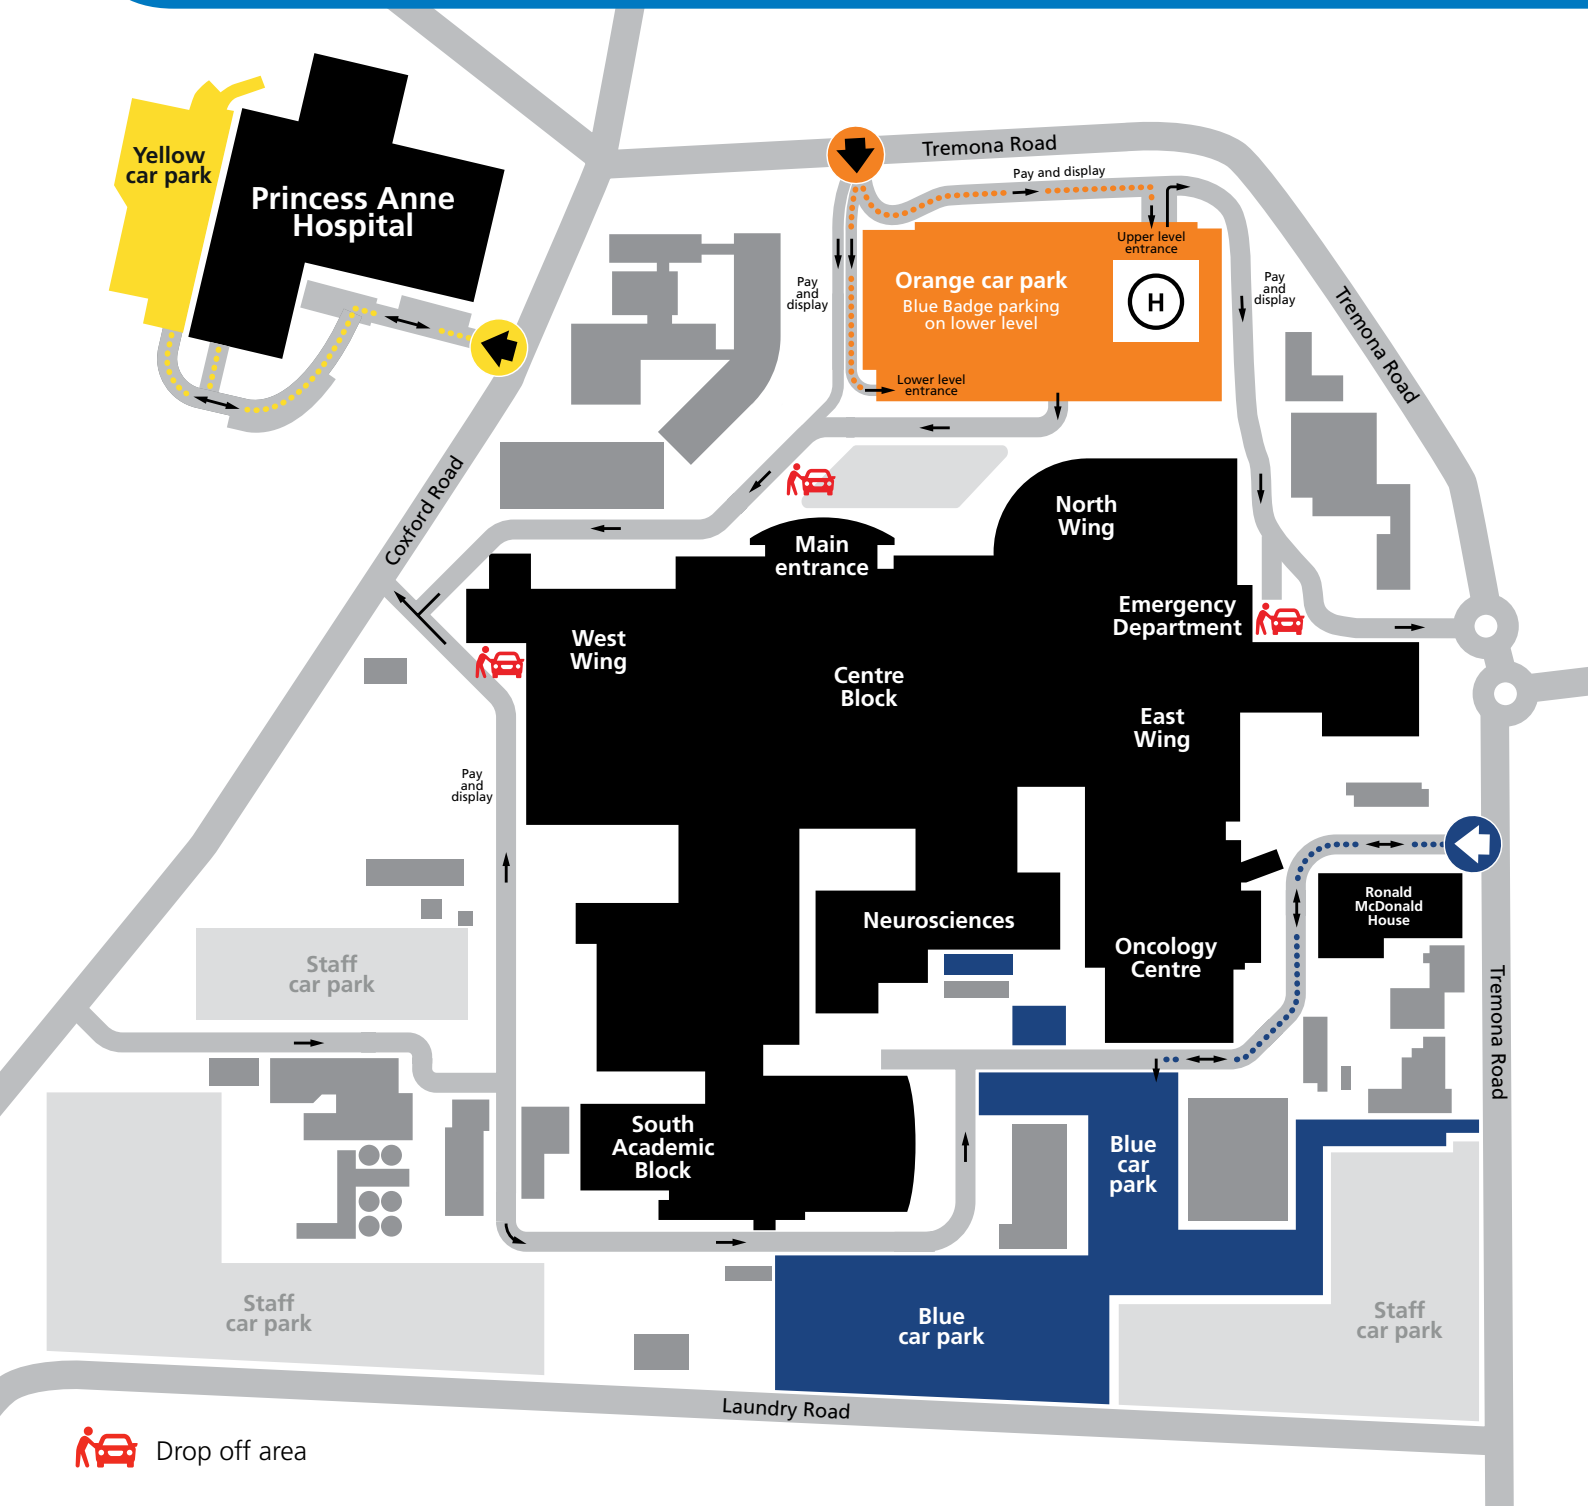 Tremona Road
Pay and display
Yellow
car park
Princess Anne
Hospital
Upper level
entrance
Orange car park
Blue Badge parking
on lower level
H
Pay
and
display
Pay
and
display
Tremona Road
Lower level
entrance
Coxford Road
North
Wing
Main
entrance
Emergency
Department
West
Wing
Centre
Block
East
Wing
Pay
and
display
Ronald
McDonald
House
Neurosciences
Oncology
Centre
Staff
car park
Tremona Road
South
Academic
Block
Blue
car
park
Staff
car park
Blue
car park
Staff
car park
Laundry Road
Drop off area